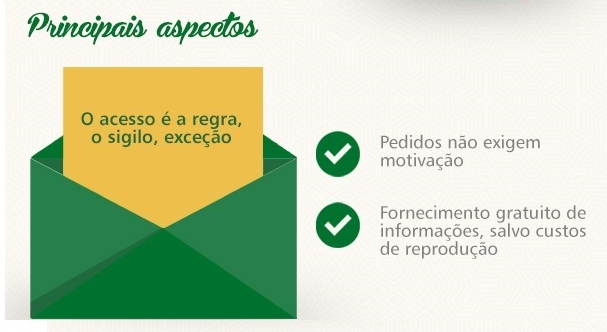 Principais aspectos
O acesso é a regra,
o sigilo, exceção
Pedidos não exigem
motivação
Fornecimento gratuito de
informações, salvo custos
de reprodução